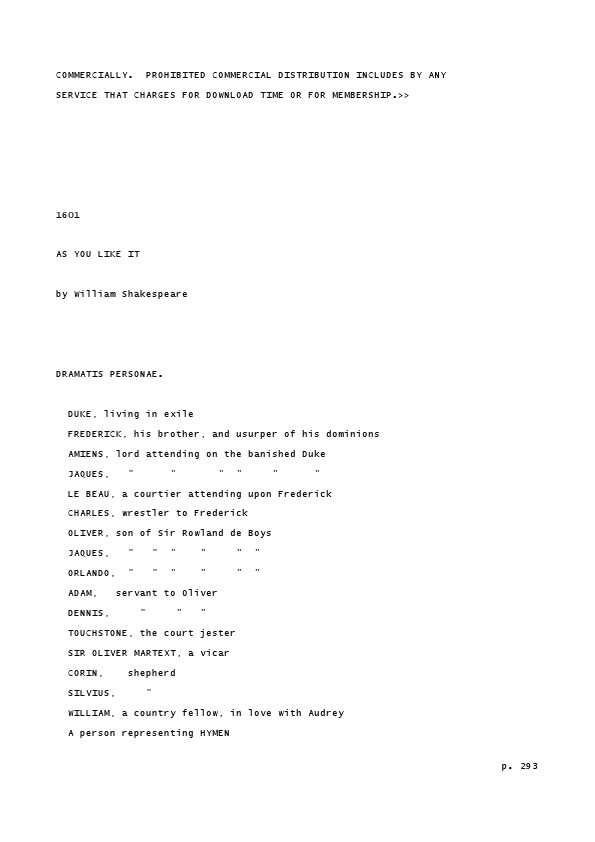 COMMERCIALLY.  PROHIBITED COMMERCIAL DISTRIBUTION INCLUDES BY ANY
SERVICE THAT CHARGES FOR DOWNLOAD TIME OR FOR MEMBERSHIP.>>
1601
AS YOU LIKE IT
by William Shakespeare
DRAMATIS PERSONAE.
DUKE, living in exile
FREDERICK, his brother, and usurper of his dominions
AMIENS, lord attending on the banished Duke
JAQUES,   "      "       "  "     "      "
LE BEAU, a courtier attending upon Frederick
CHARLES, wrestler to Frederick
OLIVER, son of Sir Rowland de Boys
JAQUES,   "   "  "    "     "  "
ORLANDO,  "   "  "    "     "  "
ADAM,   servant to Oliver
DENNIS,     "     "   "
TOUCHSTONE, the court jester
SIR OLIVER MARTEXT, a vicar
CORIN,    shepherd
SILVIUS,     "
WILLIAM, a country fellow, in love with Audrey
A person representing HYMEN
p. 293